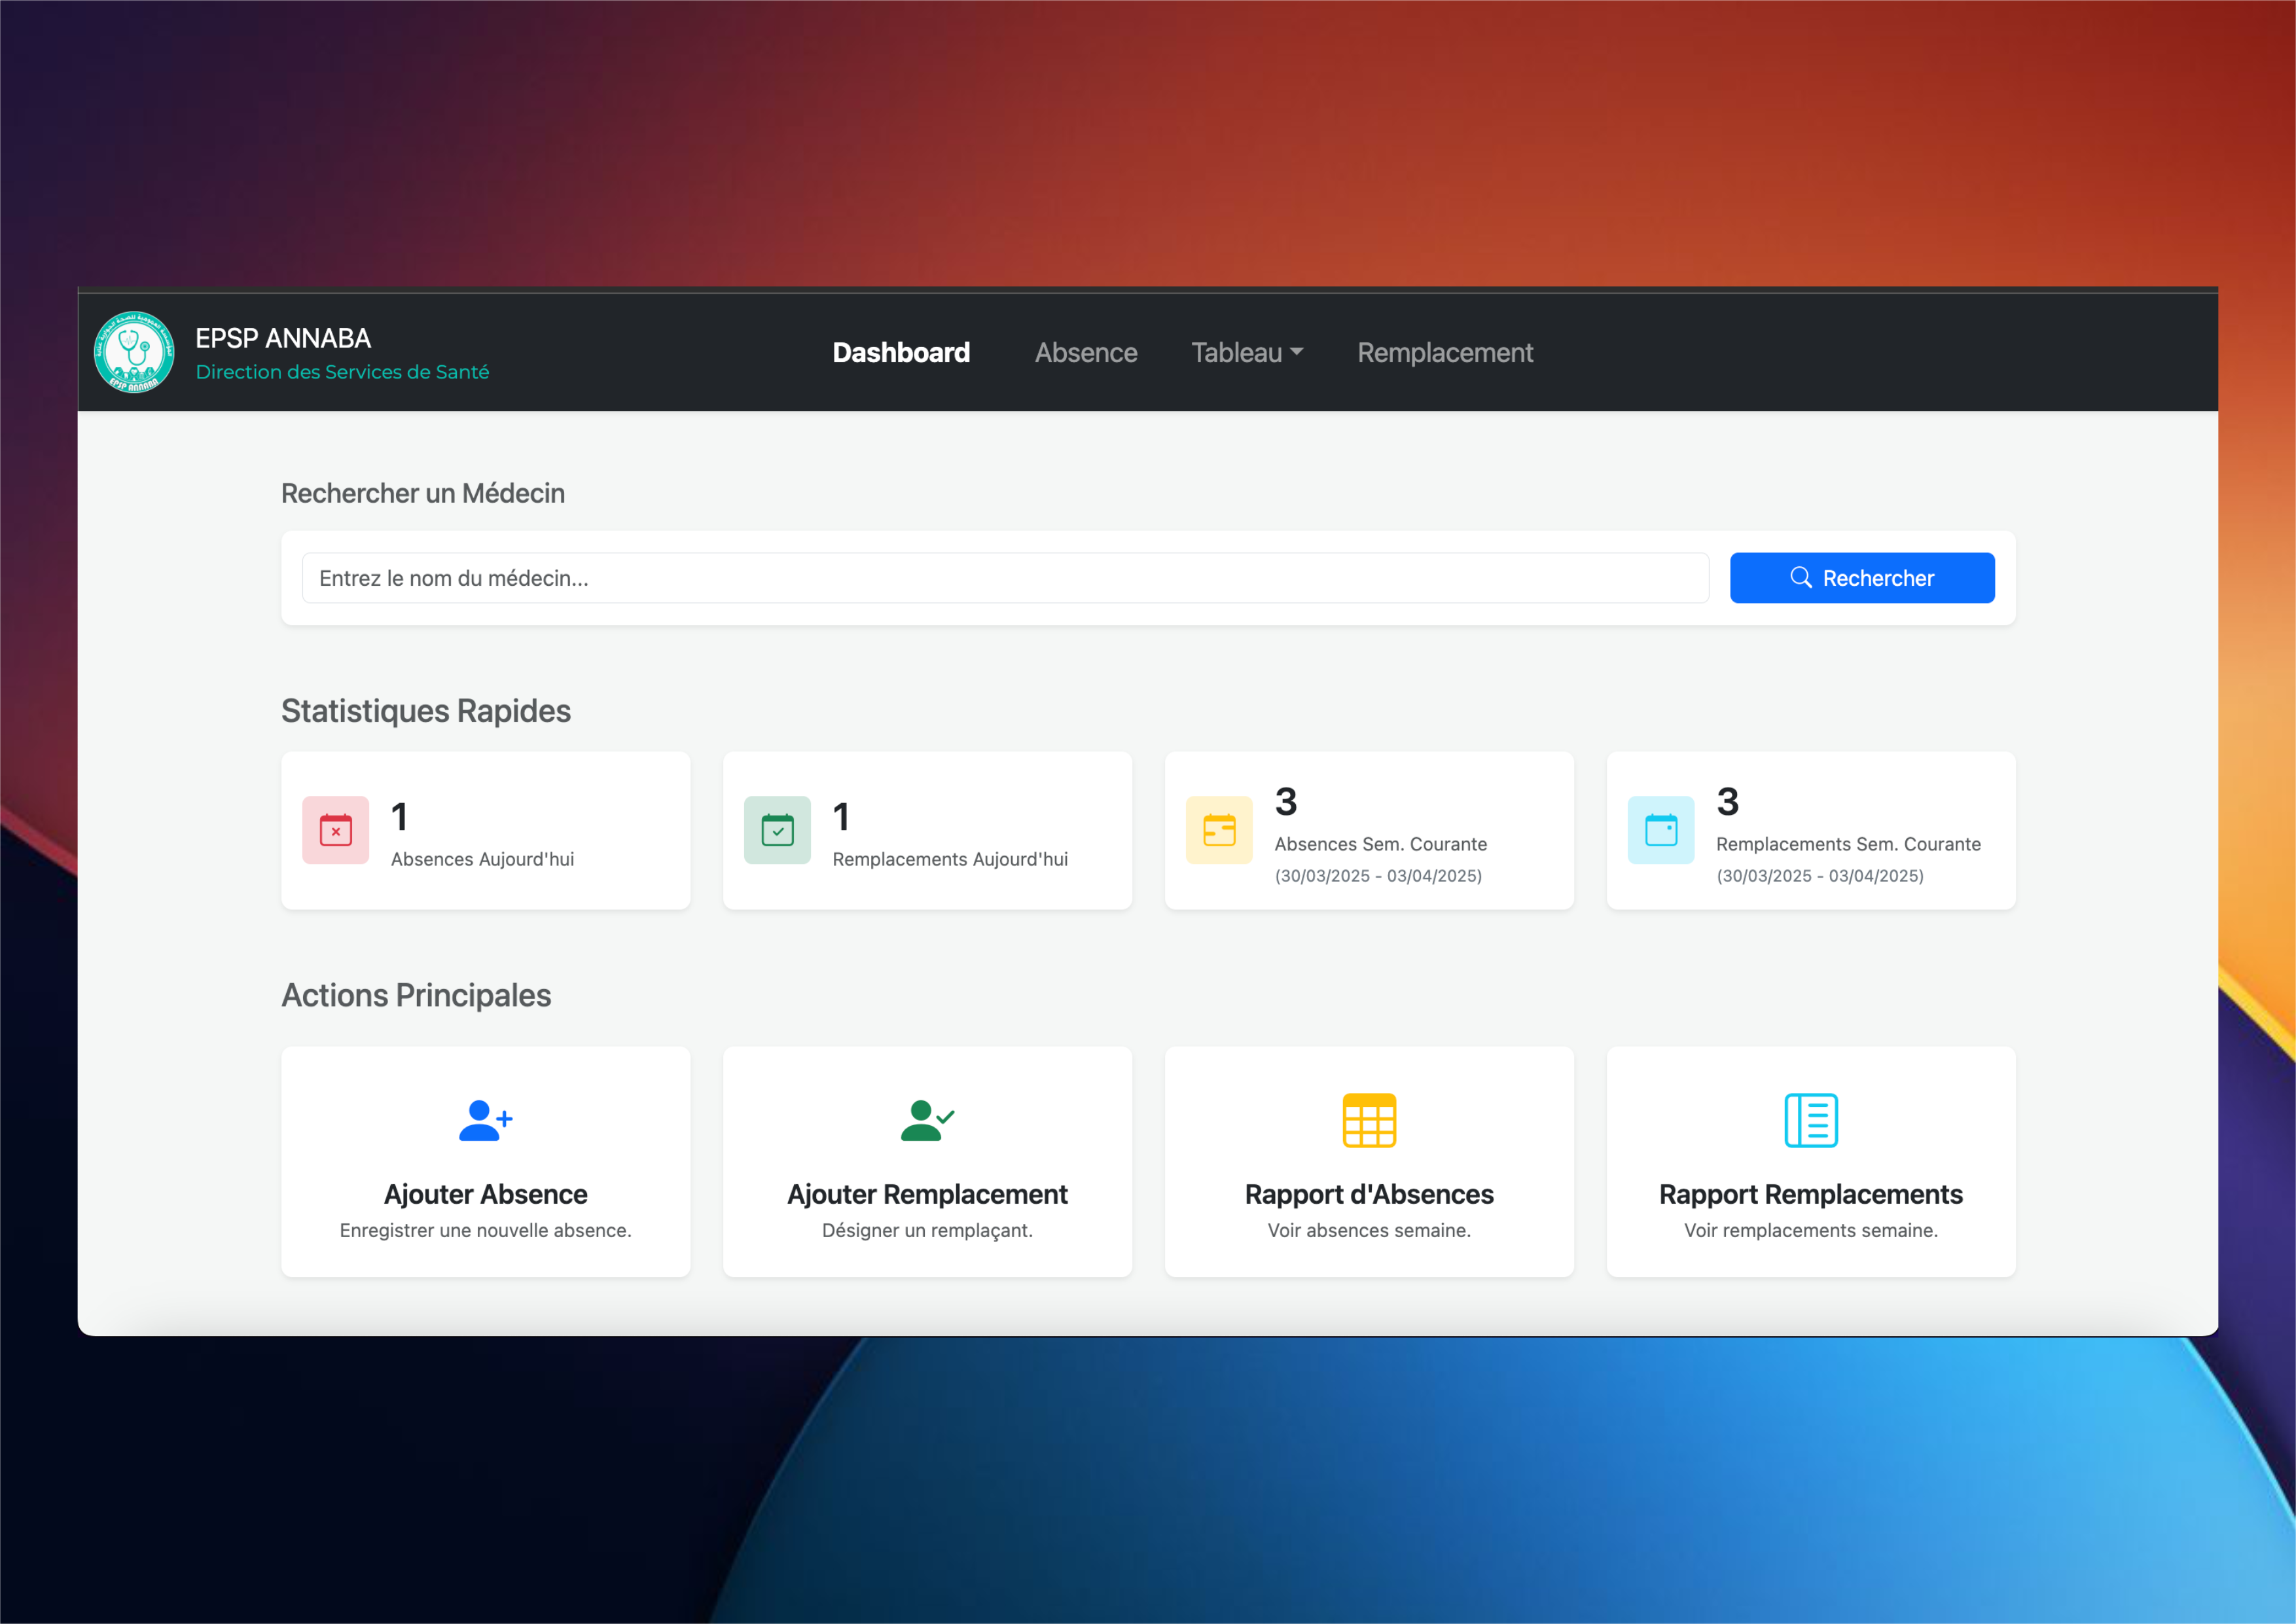 EPSP ANNABA
Direction des Services de Santé
Dashboard
Absence
Tableau
Remplacement
Rechercher un Médecin
Entrez le nom du médecin...
Rechercher
Statistiques Rapides
1
Absences Aujourd'hui
1
Remplacements Aujourd'hui
3
Absences Sem. Courante
(30/03/2025 - 03/04/2025)
3
Remplacements Sem. Courante
(30/03/2025 - 03/04/2025)
Actions Principales
Ajouter Absence
Enregistrer une nouvelle absence.
Ajouter Remplacement
Désigner un remplaçant.
Rapport d'Absences
Voir absences semaine.
Rapport Remplacements
Voir remplacements semaine.
EPSP ANNABA